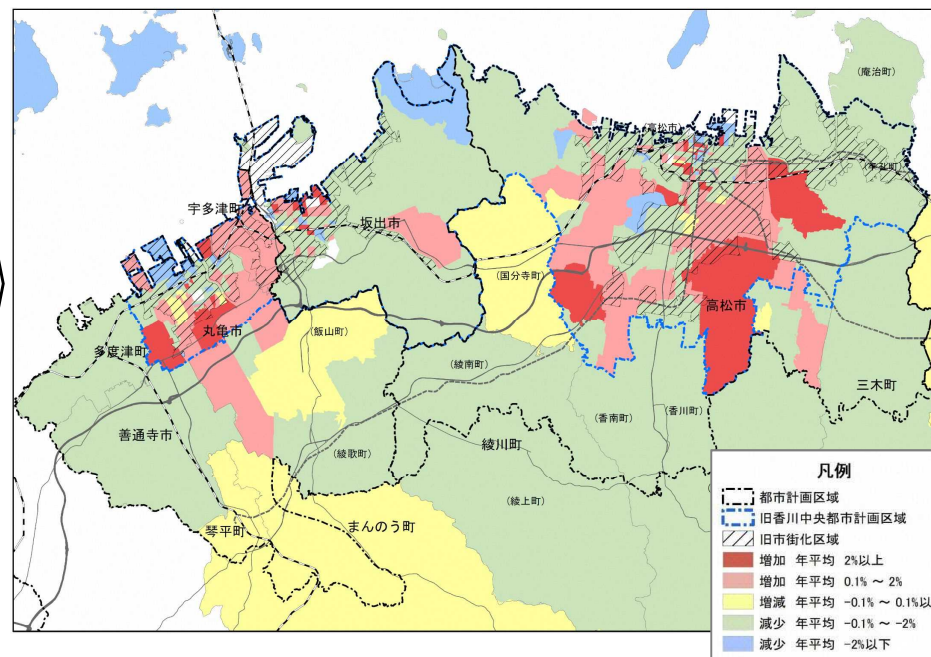 (庵治町)
(高松市)
(牟礼町)
宇多津町
坂出市
(国分寺町)
高松市
丸亀市
(飯山町)
多度津町
(綾南町)
三木町
善通寺市
(香南町)
(香川町)
綾川町
(綾歌町)
(綾上町)
琴平町
まんのう町
凡例
都市計画区域
旧香川中央都市計画区域
旧市街化区域
増加 年平均 2%以上
増加 年平均 0.1% ~ 2%
増減 年平均 -0.1% ~ 0.1%以
減少 年平均 -0.1% ~ -2%
減少 年平均 -2%以下